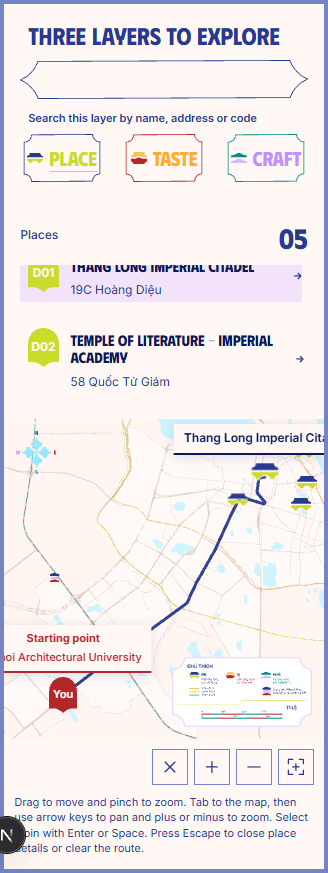 THREE LAYERS TO EXPLORE
Search this layer by name, address or code
PLACE
TASTE
CRAFT
Places
05
D01
THANG LONG IMPERIAL CITADEL
19C Hoàng Diệu
D02
TEMPLE OF LITERATURE – IMPERIAL
ACADEMY
58 Quốc Tử Giám
Thang Long Imperial Cita
Starting point
noi Architectural University
You
CHÚ THÍCH
Drag to move and pinch to zoom. Tab to the map, then
use arrow keys to pan and plus or minus to zoom. Select
pin with Enter or Space. Press Escape to close place
details or clear the route.
N